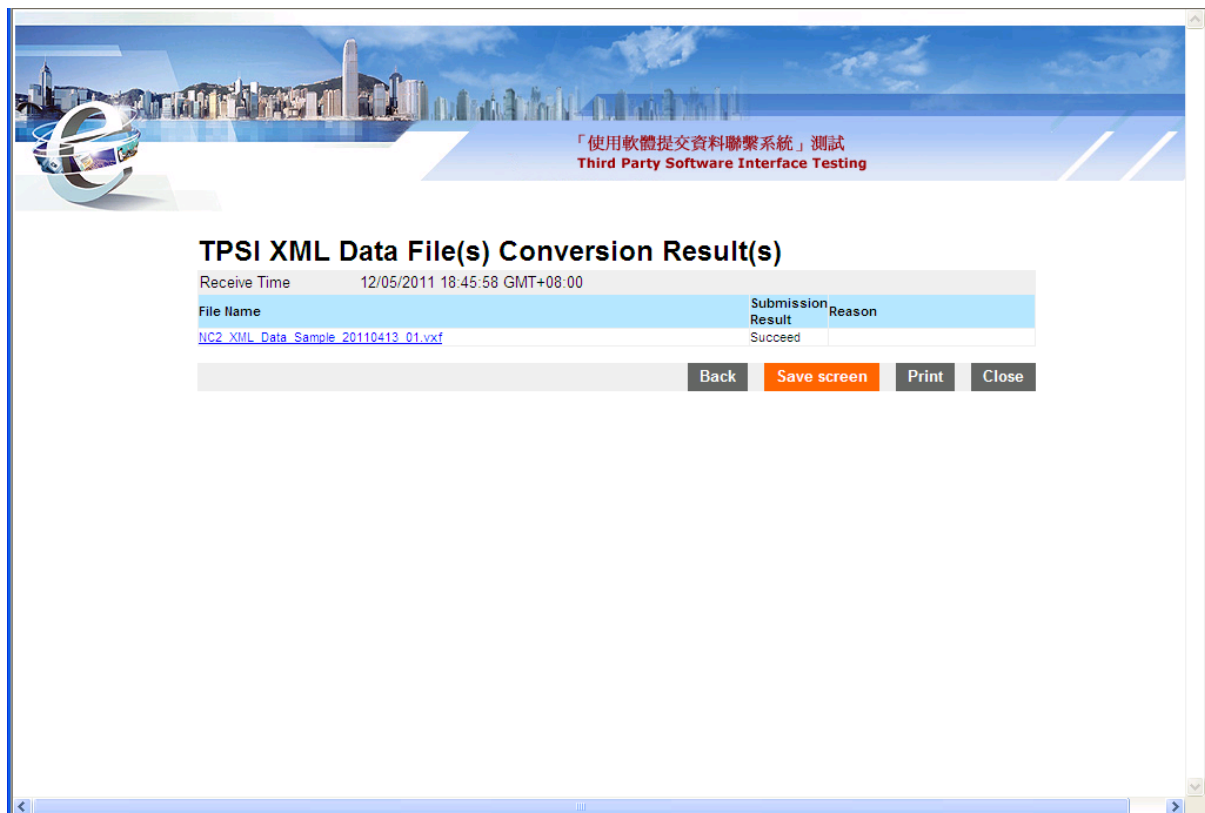 「使用軟體提交資料聯繫系統」測試
Third Party Software Interface Testing
TPSI XML Data File(s) Conversion Result(s)
Receive Time 12/05/2011 18:45:58 GMT+08:00
File Name Submission Result Reason
NC2_XML_Data_Sample_20110413_01.vxf Succeed
Back Save screen Print Close